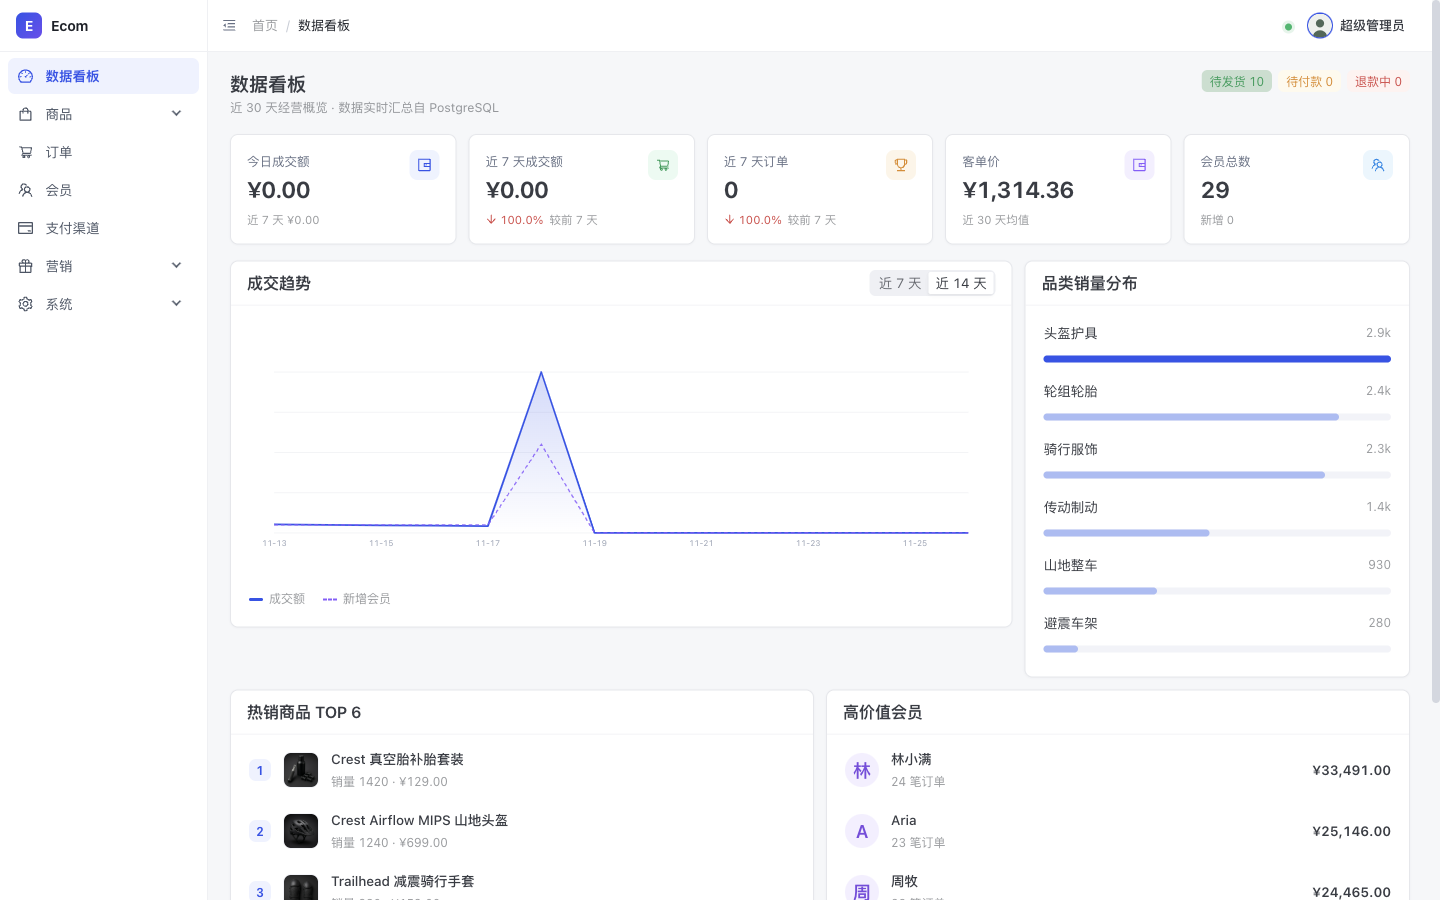 E Ecom
首页 / 数据看板
超级管理员
数据看板
商品
订单
会员
支付渠道
营销
系统
数据看板
近 30 天经营概览 · 数据实时汇总自 PostgreSQL
待发货 10
待付款 0
退款中 0
今日成交额
¥0.00
近 7 天 ¥0.00
近 7 天成交额
¥0.00
↓ 100.0% 较前 7 天
近 7 天订单
0
↓ 100.0% 较前 7 天
客单价
¥1,314.36
近 30 天均值
会员总数
29
新增 0
成交趋势
近 7 天
近 14 天
11-13
11-15
11-17
11-19
11-21
11-23
11-25
成交额
新增会员
品类销量分布
头盔护具 2.9k
轮组轮胎 2.4k
骑行服饰 2.3k
传动制动 1.4k
山地整车 930
避震车架 280
热销商品 TOP 6
1
Crest 真空胎补胎套装
销量 1420 · ¥129.00
2
Crest Airflow MIPS 山地头盔
销量 1240 · ¥699.00
3
Trailhead 减震骑行手套
高价值会员
林
林小满
24 笔订单
¥33,491.00
A
Aria
23 笔订单
¥25,146.00
周
周牧
¥24,465.00